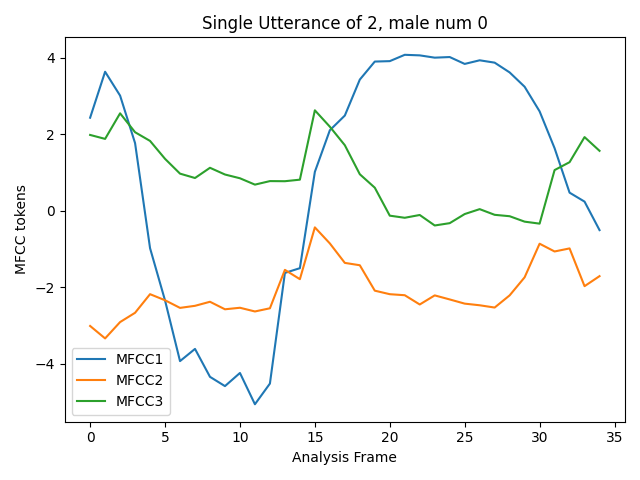 Single Utterance of 2, male num 0
MFCC tokens
4
2
0
−2
−4
MFCC1
MFCC2
MFCC3
0 5 10 15 20 25 30 35
Analysis Frame